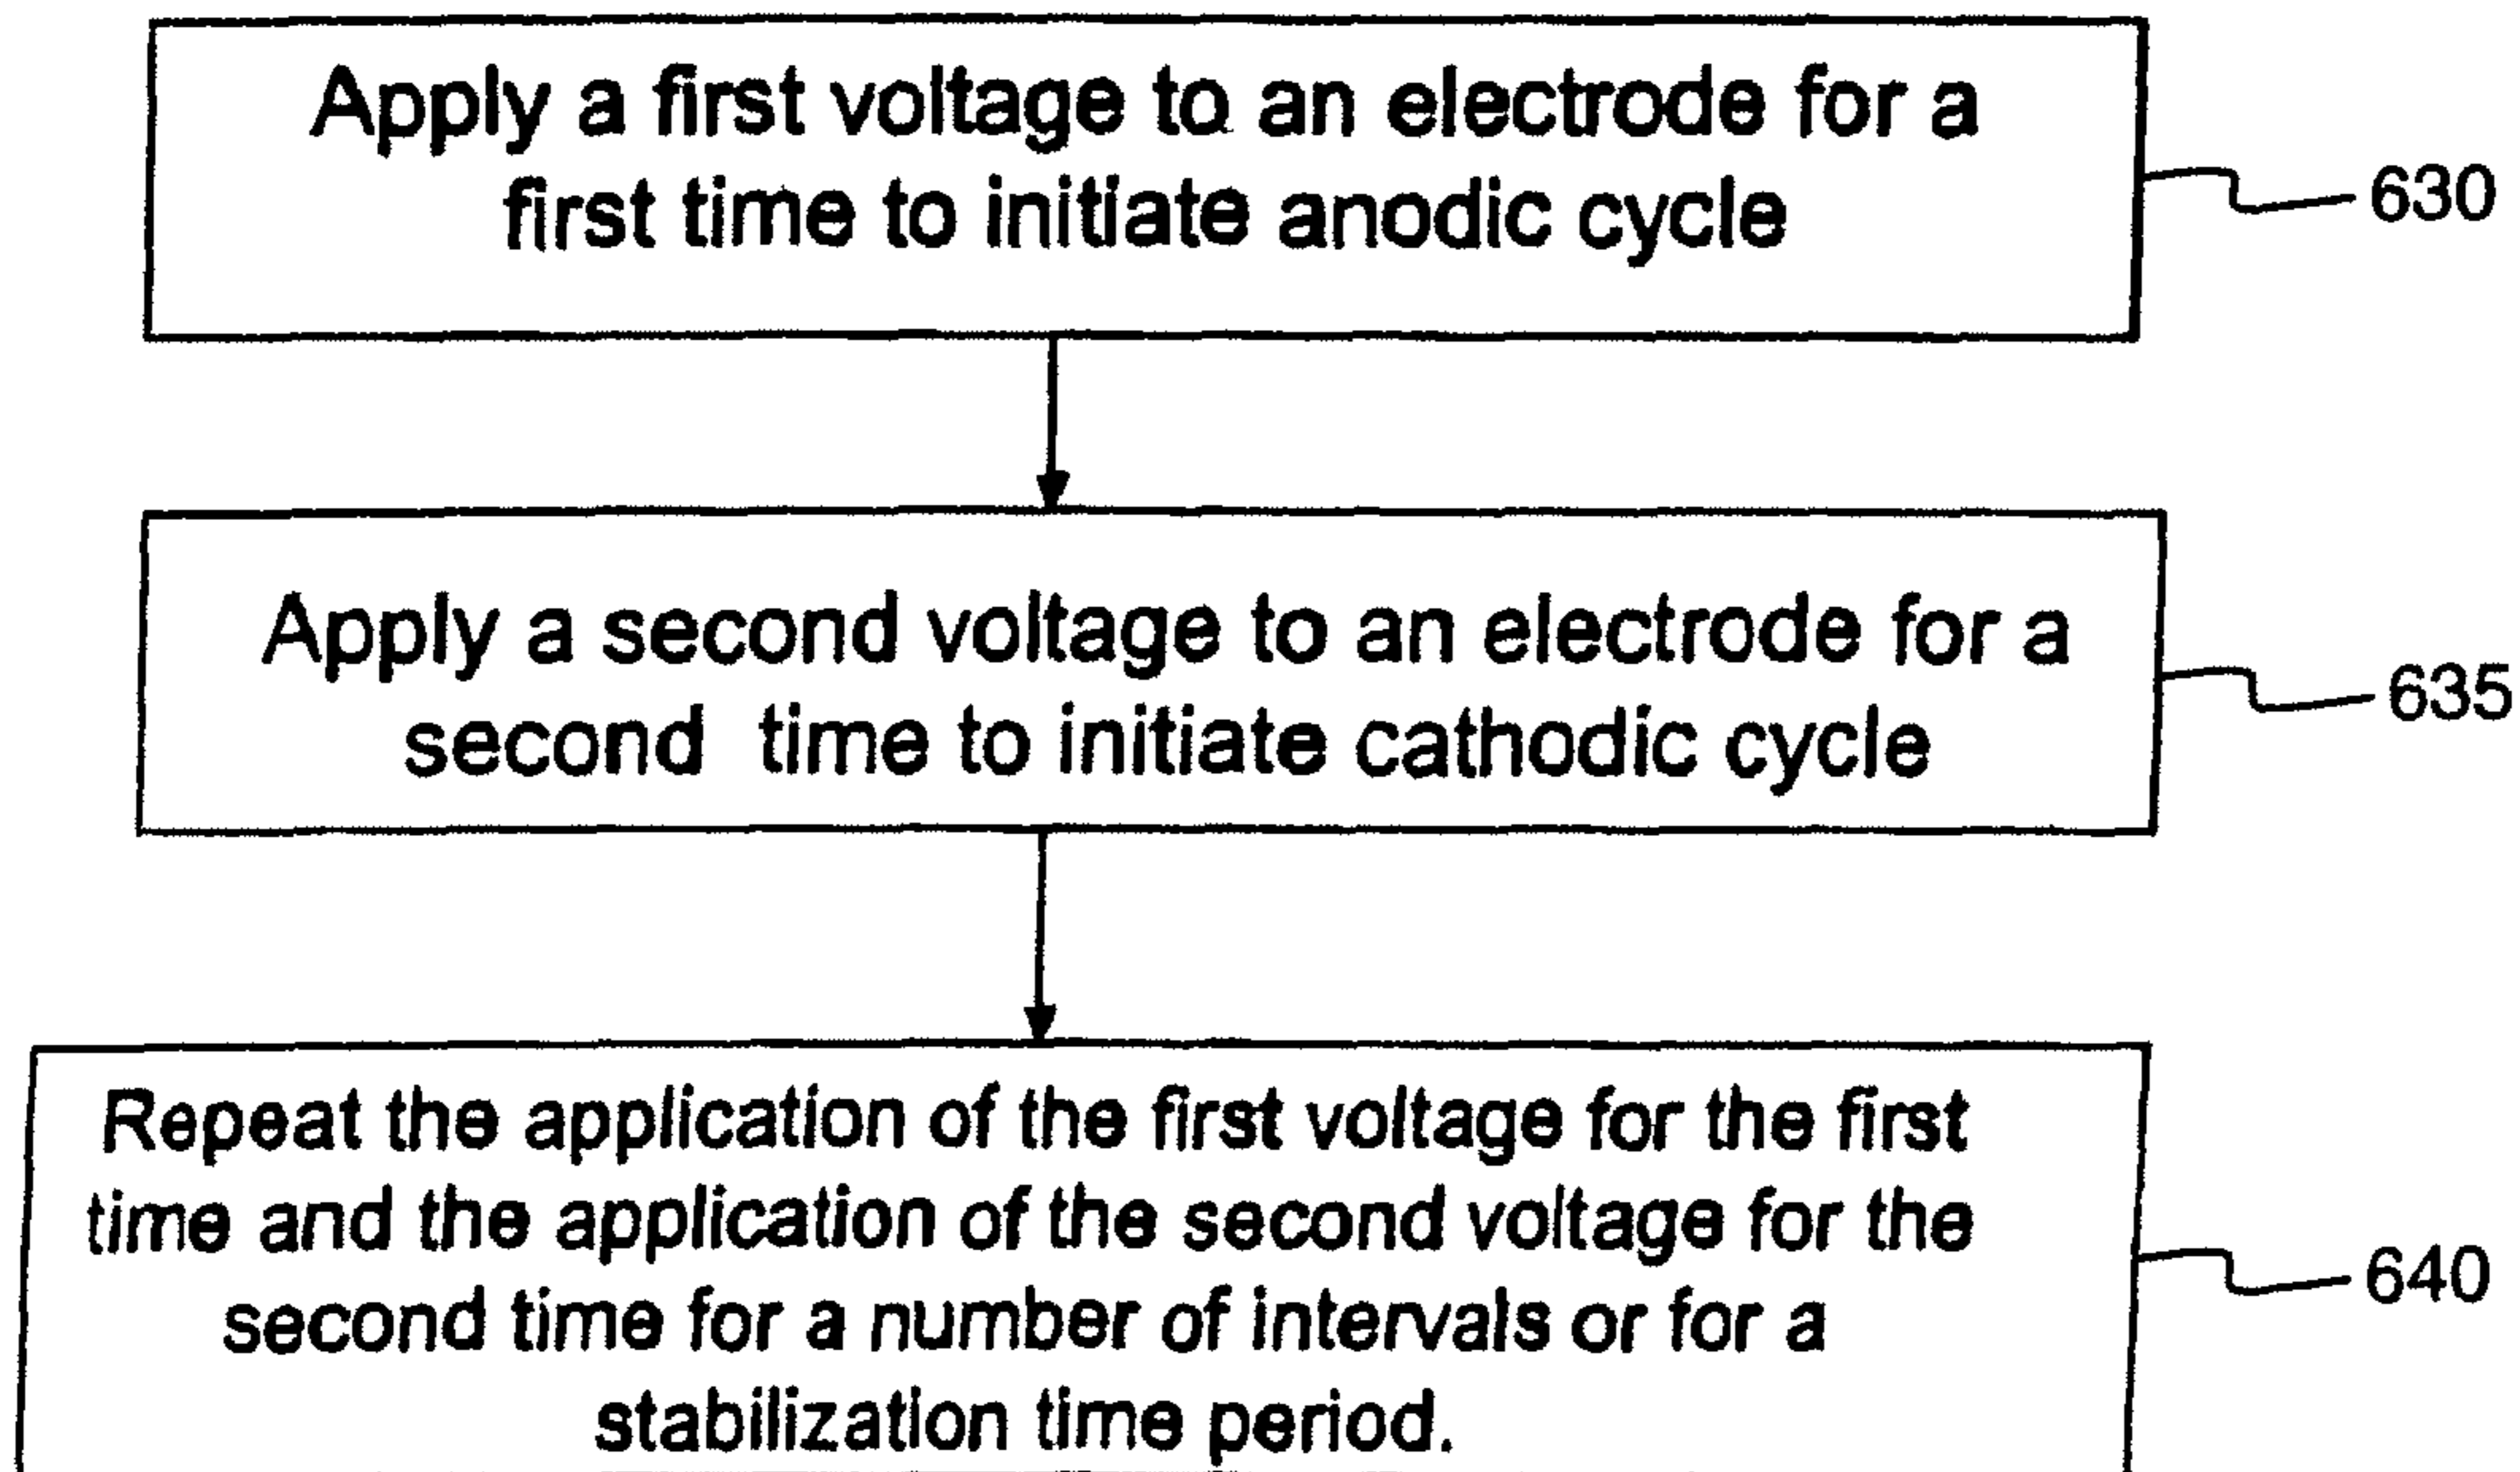 Apply a first voltage to an electrode for a
first time to initiate anodic cycle
630
Apply a second voltage to an electrode for a
second time to initiate cathodic cycle
635
Repeat the application of the first voltage for the first
time and the application of the second voltage for the
second time for a number of intervals or for a
stabilization time period.
640